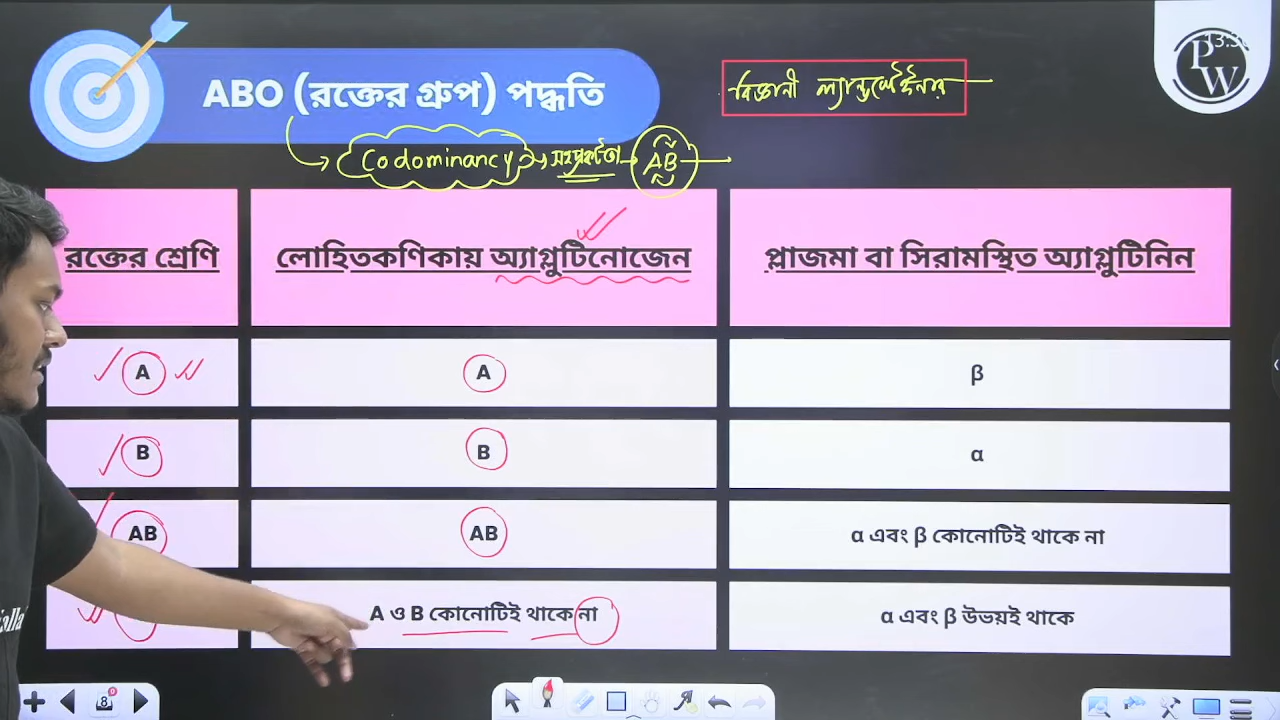 ABO (রক্তের গ্রুপ) পদ্ধতি
বিজ্ঞানী ল্যান্ডস্টেইনার
PW
Codominancy → সহপ্রকটতা → AB
রক্তের শ্রেণি
লোহিতকণিকায় অ্যাগ্লুটিনোজেন
প্লাজমা বা সিরামস্থিত অ্যাগ্লুটিনিন
A
A
β
B
B
α
AB
AB
α এবং β কোনোটিই থাকে না
A ও B কোনোটিই থাকে না
α এবং β উভয়ই থাকে
8